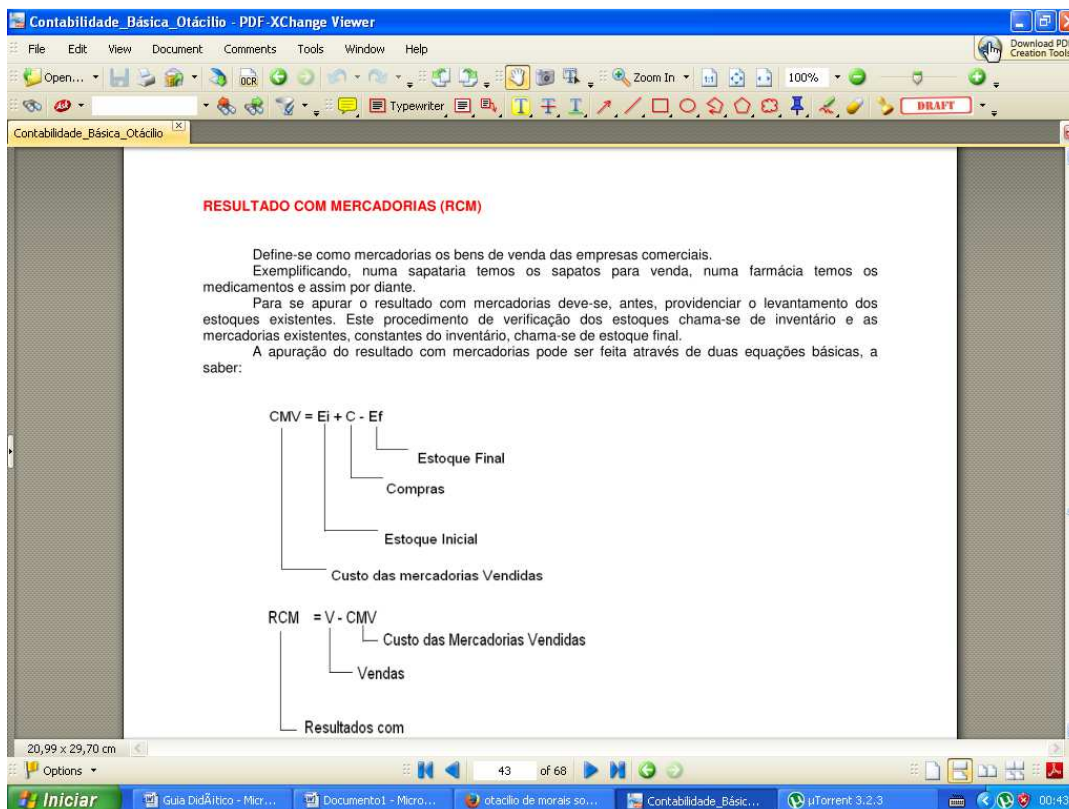 Contabilidade_Básica_Otácilio - PDF-XChange Viewer
File Edit View Document Comments Tools Window Help
Download PD
Creation Tools
Open... OCR Zoom In 100%
Typewriter DRAFT
Contabilidade_Básica_Otácilio
RESULTADO COM MERCADORIAS (RCM)
Define-se como mercadorias os bens de venda das empresas comerciais.
Exemplificando, numa sapataria temos os sapatos para venda, numa farmácia temos os
medicamentos e assim por diante.
Para se apurar o resultado com mercadorias deve-se, antes, providenciar o levantamento dos
estoques existentes. Este procedimento de verificação dos estoques chama-se de inventário e as
mercadorias existentes, constantes do inventário, chama-se de estoque final.
A apuração do resultado com mercadorias pode ser feita através de duas equações básicas, a
saber:
CMV = Ei + C - Ef
Estoque Final
Compras
Estoque Inicial
Custo das mercadorias Vendidas
RCM = V - CMV
Custo das Mercadorias Vendidas
Vendas
Resultados com
20,99 x 29,70 cm
Options 43 of 68
Iniciar Guia DidÃitico - Micr... Documento1 - Micro... otacilio de morais so... Contabilidade_Básic... µTorrent 3.2.3 00:43